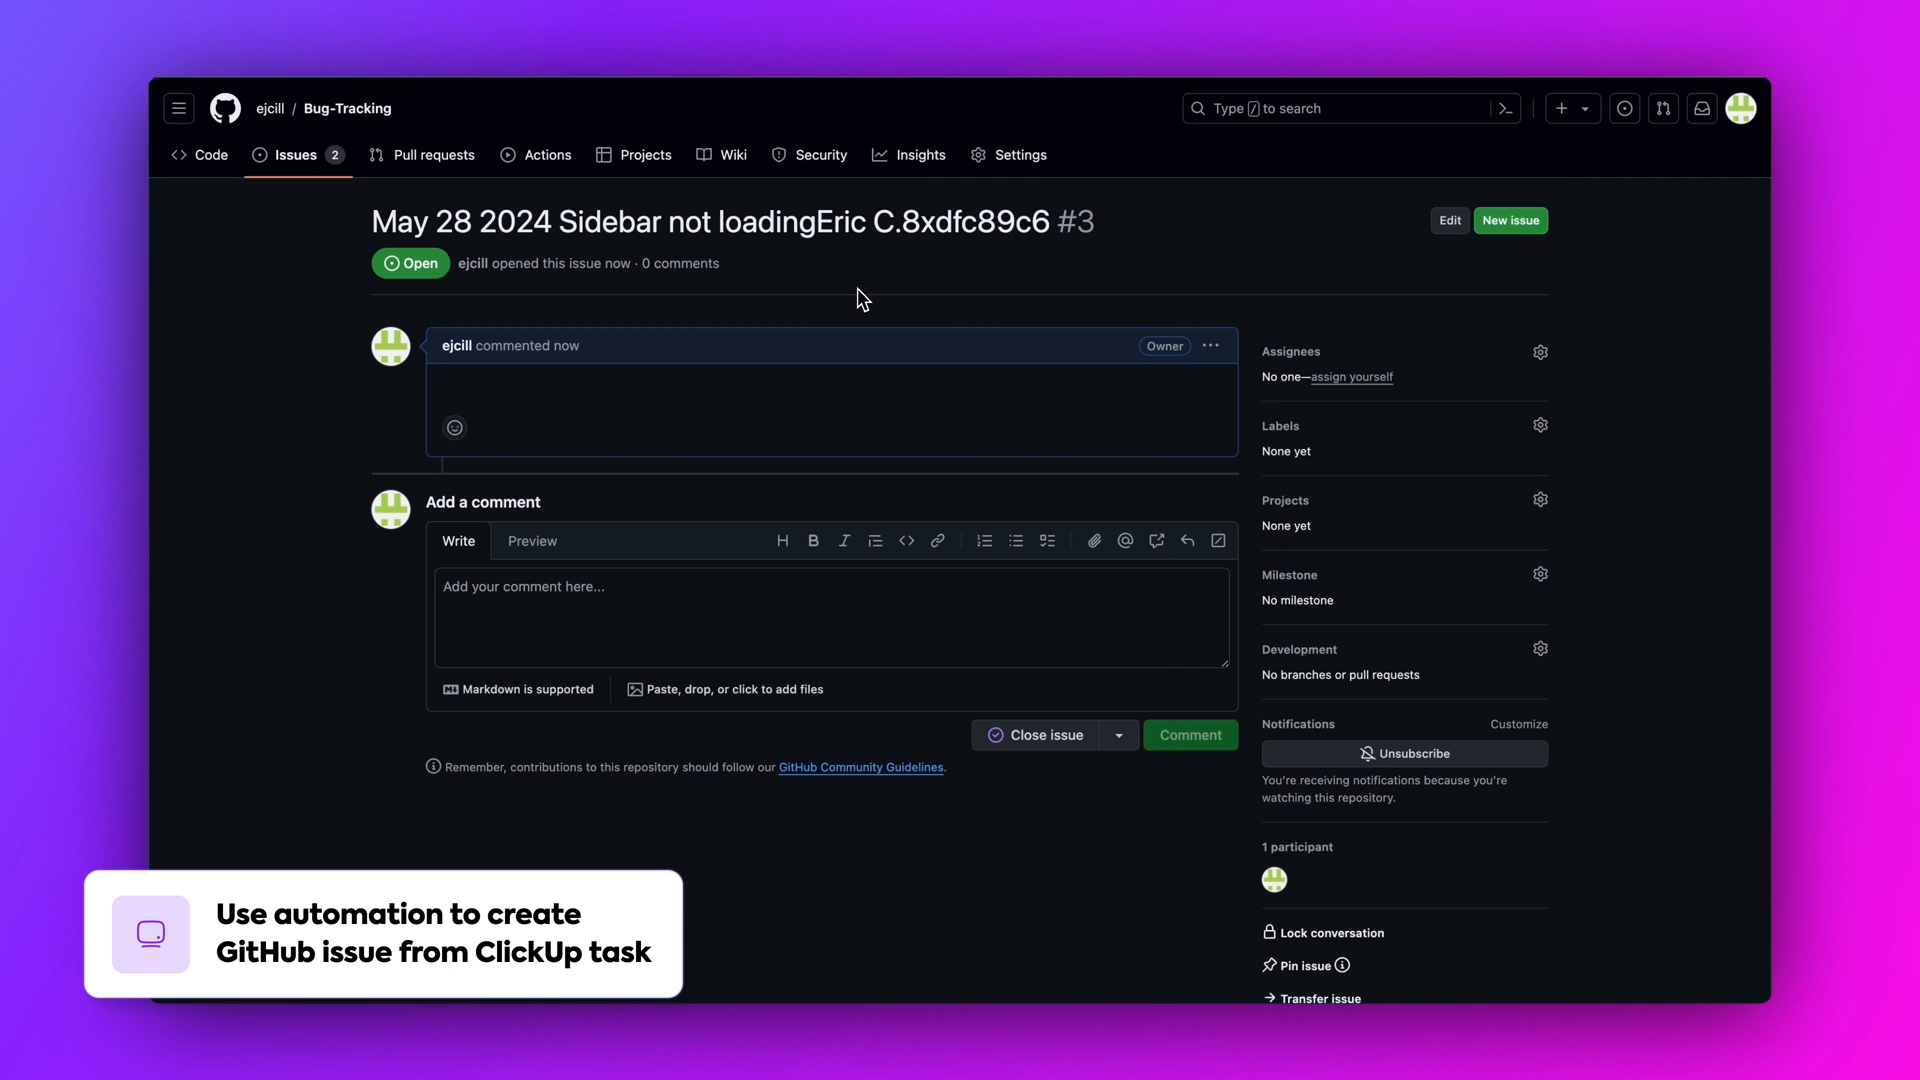 ejcill / Bug-Tracking
Type / to search
Code
Issues 2
Pull requests
Actions
Projects
Wiki
Security
Insights
Settings
May 28 2024 Sidebar not loadingEric C.8xdfc89c6 #3
Edit
New issue
Open
ejcill opened this issue now · 0 comments
ejcill commented now
Owner
Assignees
No one—assign yourself
Labels
None yet
Projects
None yet
Milestone
No milestone
Development
No branches or pull requests
Notifications
Customize
Unsubscribe
You're receiving notifications because you're
watching this repository.
1 participant
Lock conversation
Pin issue
Transfer issue
Add a comment
Write
Preview
Add your comment here...
Markdown is supported
Paste, drop, or click to add files
Close issue
Comment
Remember, contributions to this repository should follow our GitHub Community Guidelines.
Use automation to create
GitHub issue from ClickUp task